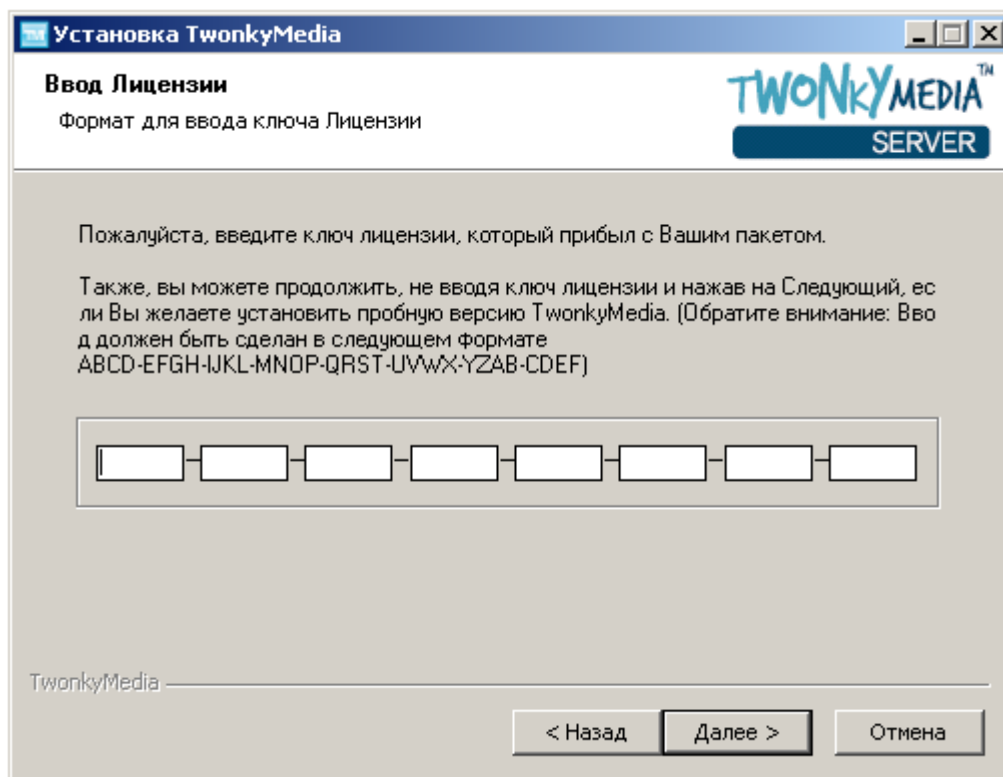 Установка TwonkyMedia
Ввод Лицензии
Формат для ввода ключа Лицензии
TWONKYMEDIA™
SERVER
Пожалуйста, введите ключ лицензии, который прибыл с Вашим пакетом.
Также, вы можете продолжить, не вводя ключ лицензии и нажав на Следующий, ес
ли Вы желаете установить пробную версию TwonkyMedia. (Обратите внимание: Вво
д должен быть сделан в следующем формате
ABCD-EFGH-IJKL-MNOP-QRST-UVWX-YZAB-CDEF)
TwonkyMedia
< Назад
Далее >
Отмена